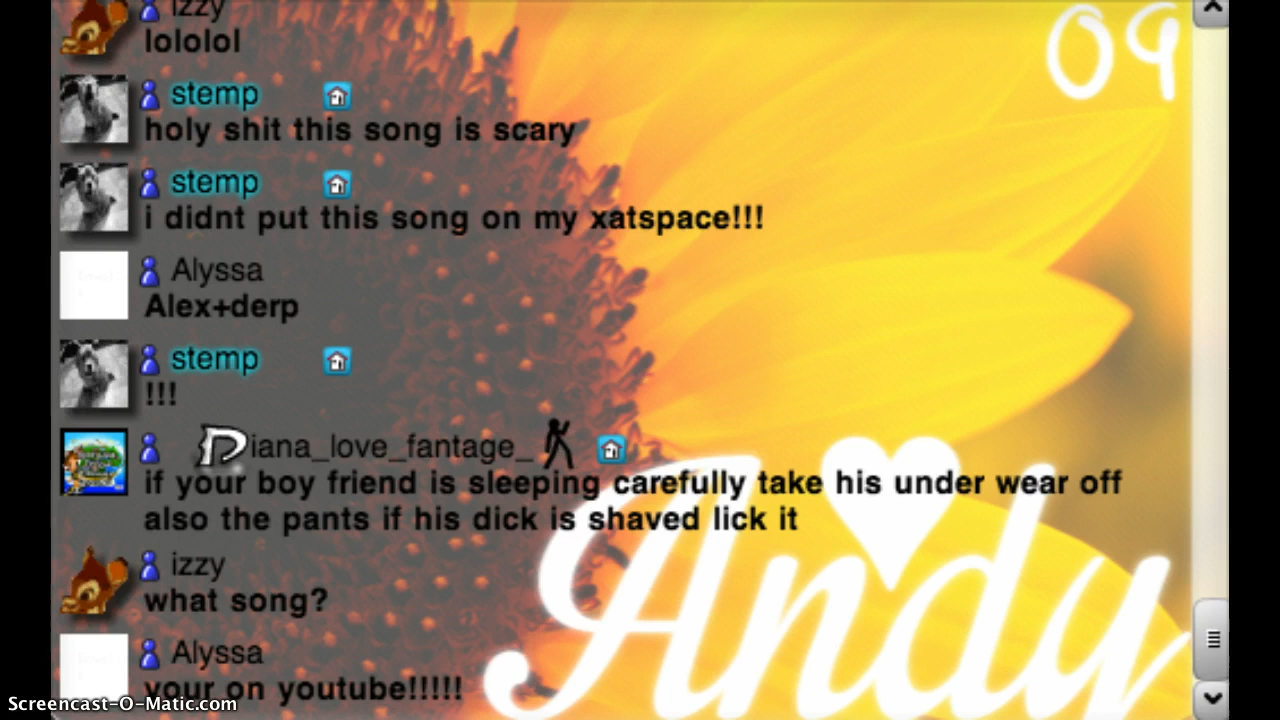 izzy
lololol
09
stemp
holy shit this song is scary
stemp
i didnt put this song on my xatspace!!!
Alyssa
Alex+derp
stemp
!!!
Diana_love_fantage_
if your boy friend is sleeping carefully take his under wear off
also the pants if his dick is shaved lick it
izzy
what song?
Andy
Alyssa
your on youtube!!!!!
Screencast-O-Matic.com